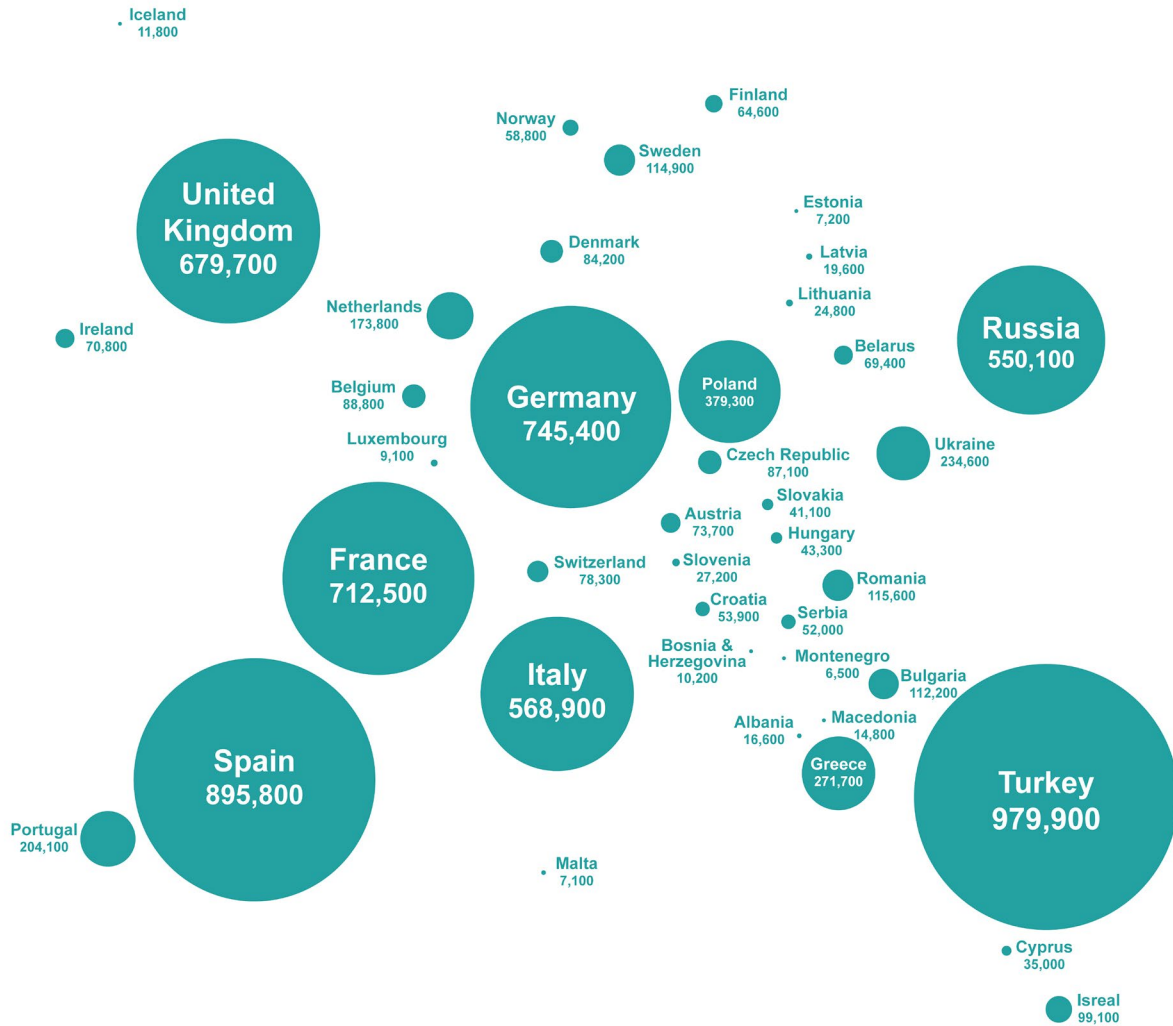 Iceland
11,800
Finland
64,600
Norway
58,800
Sweden
114,900
United
Kingdom
679,700
Estonia
7,200
Denmark
84,200
Latvia
19,600
Lithuania
24,800
Netherlands
173,800
Ireland
70,800
Russia
550,100
Belarus
69,400
Belgium
88,800
Germany
745,400
Poland
379,300
Luxembourg
9,100
Czech Republic
87,100
Ukraine
234,600
Slovakia
41,100
Austria
73,700
Hungary
43,300
France
712,500
Switzerland
78,300
Slovenia
27,200
Romania
115,600
Croatia
53,900
Serbia
52,000
Bosnia &
Herzegovina
10,200
Montenegro
6,500
Italy
568,900
Bulgaria
112,200
Albania
16,600
Macedonia
14,800
Spain
895,800
Greece
271,700
Turkey
979,900
Portugal
204,100
Malta
7,100
Cyprus
35,000
Isreal
99,100